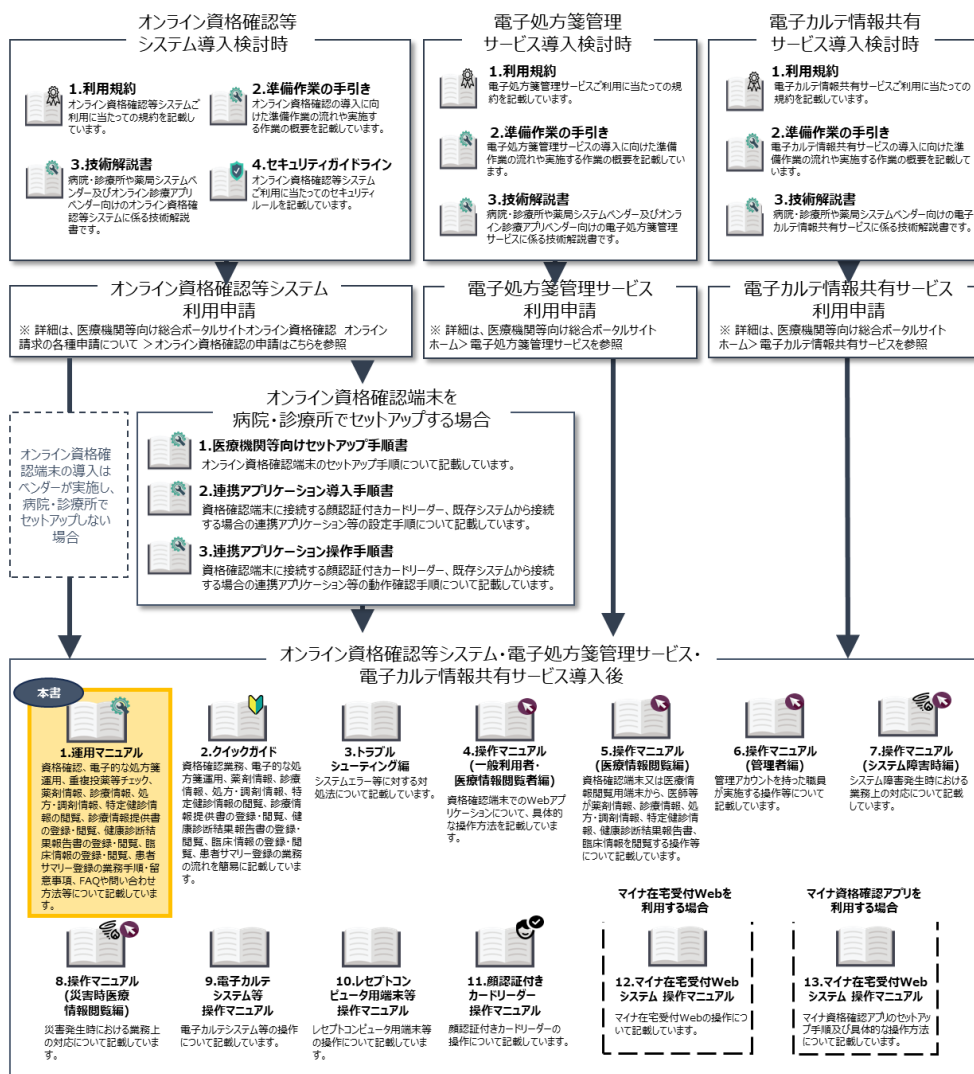 オンライン資格確認等
システム導入検討時
1.利用規約
オンライン資格確認等システムご
利用に当たっての規約を記載し
ています。
2.準備作業の手引き
オンライン資格確認の導入に向
けた準備作業の流れや実施す
る作業の概要を記載しています。
3.技術解説書
病院・診療所や薬局システムベ
ンダー及びオンライン診療アプリ
ベンダー向けのオンライン資格確
認等システムに係る技術解説
書です。
4.セキュリティガイドライン
オンライン資格確認等システム
ご利用に当たってのセキュリティ
ルールを記載しています。
電子処方箋管理
サービス導入検討時
1.利用規約
電子処方箋管理サービスご利用に当たっての規
約を記載しています。
2.準備作業の手引き
電子処方箋管理サービスの導入に向けた準備
作業の流れや実施する作業の概要を記載してい
ます。
3.技術解説書
病院・診療所や薬局システムベンダー及びオンラ
イン診療アプリベンダー向けの電子処方箋管理
サービスに係る技術解説書です。
電子カルテ情報共有
サービス導入検討時
1.利用規約
電子カルテ情報共有サービスご利用に当たっての
規約を記載しています。
2.準備作業の手引き
電子カルテ情報共有サービスの導入に向けた準
備作業の流れや実施する作業の概要を記載して
います。
3.技術解説書
病院・診療所や薬局システムベンダー向けの電子
カルテ情報共有サービスに係る技術解説書です。
オンライン資格確認等システム
利用申請
※ 詳細は、医療機関等向け総合ポータルサイトオンライン資格確認 オンライン
請求の各種申請について >オンライン資格確認の申請はこちらを参照
電子処方箋管理サービス
利用申請
※ 詳細は、医療機関等向け総合ポータルサイト
ホーム>電子処方箋管理サービスを参照
電子カルテ情報共有サービス
利用申請
※ 詳細は、医療機関等向け総合ポータルサイト
ホーム>電子カルテ情報共有サービスを参照
オンライン資格確
認端末の導入は
ベンダーが実施し、
病院・診療所で
セットアップしない
場合
オンライン資格確認端末を
病院・診療所でセットアップする場合
1.医療機関等向けセットアップ手順書
オンライン資格確認端末のセットアップ手順について記載しています。
2.連携アプリケーション導入手順書
資格確認端末に接続する顔認証付きカードリーダー、既存システムから接続
する場合の連携アプリケーション等の設定手順について記載しています。
3.連携アプリケーション操作手順書
資格確認端末に接続する顔認証付きカードリーダー、既存システムから接続
する場合の連携アプリケーション等の動作確認手順について記載しています。
オンライン資格確認等システム・電子処方箋管理サービス・
電子カルテ情報共有サービス導入後
本書
1.運用マニュアル
資格確認、電子的な処方箋
運用、重複投薬等チェック、
薬剤情報、診療情報、処
方・調剤情報、特定健診情
報の閲覧、診療情報提供書
の登録・閲覧、健康診断結
果報告書の登録・閲覧、臨
床情報の登録・閲覧、患者
サマリー登録の業務手順・留
意事項、FAQや問い合わせ
方法等について記載していま
す。
2.クイックガイド
資格確認業務、電子的な処
方箋運用、薬剤情報、診療
情報、処方・調剤情報、特
定健診情報の閲覧、診療情
報提供書の登録・閲覧、健
康診断結果報告書の登録・
閲覧、臨床情報の登録・閲
覧、患者サマリー登録の業務
の流れを簡易に記載していま
す。
3.トラブル
シューティング編
システムエラー等に対する対
処法について記載しています。
4.操作マニュアル
(一般利用者・
医療情報閲覧者編)
資格確認端末でのWebアプ
リケーションについて、具体的
な操作方法を記載していま
す。
5.操作マニュアル
(医療情報閲覧編)
資格確認端末又は医療情
報閲覧用端末から、医師等
が薬剤情報、診療情報、処
方・調剤情報、特定健診情
報、健康診断結果報告書、
臨床情報を閲覧する操作等
について記載しています。
6.操作マニュアル
(管理者編)
管理アカウントを持った職員
が実施する操作等について
記載しています。
7.操作マニュアル
(システム障害時編)
システム障害発生時における
業務上の対応について記載
しています。
8.操作マニュアル
(災害時医療
情報閲覧編)
災害発生時における業務上
の対応について記載していま
す。
9.電子カルテ
システム等
操作マニュアル
電子カルテシステム等の操作
について記載しています。
10.レセプトコン
ピュータ用端末等
操作マニュアル
レセプトコンピュータ用端末等
の操作について記載していま
す。
11.顔認証付き
カードリーダー
操作マニュアル
顔認証付きカードリーダーの
操作について記載しています。
マイナ在宅受付Webを
利用する場合
12.マイナ在宅受付Web
システム 操作マニュアル
マイナ在宅受付Webの操作につ
いて記載しています。
マイナ資格確認アプリを
利用する場合
13.マイナ在宅受付Web
システム 操作マニュアル
マイナ資格確認アプリのセットアッ
プ手順及び具体的な操作方法
について記載しています。